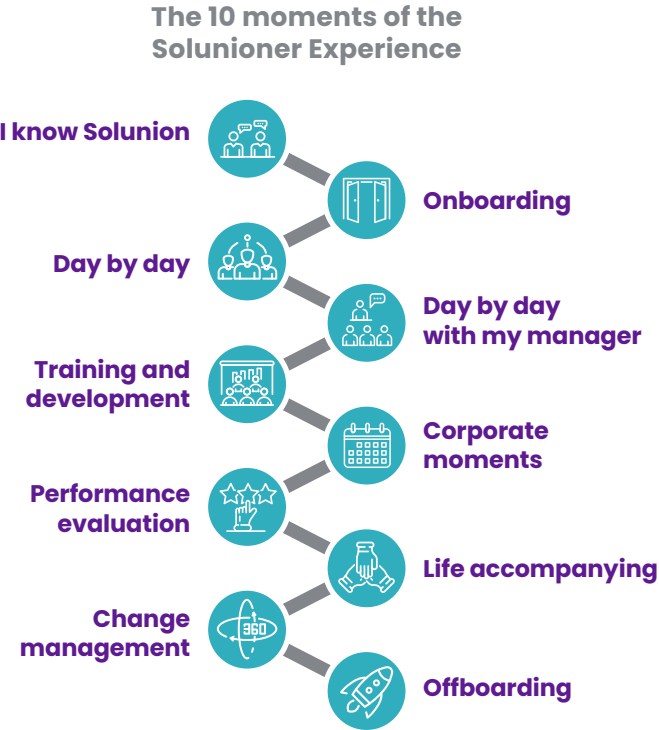 The 10 moments of the
Solunioner Experience
I know Solunion
Onboarding
Day by day
Day by day
with my manager
Training and
development
Corporate
moments
Performance
evaluation
Life accompanying
Change
management
360
Offboarding